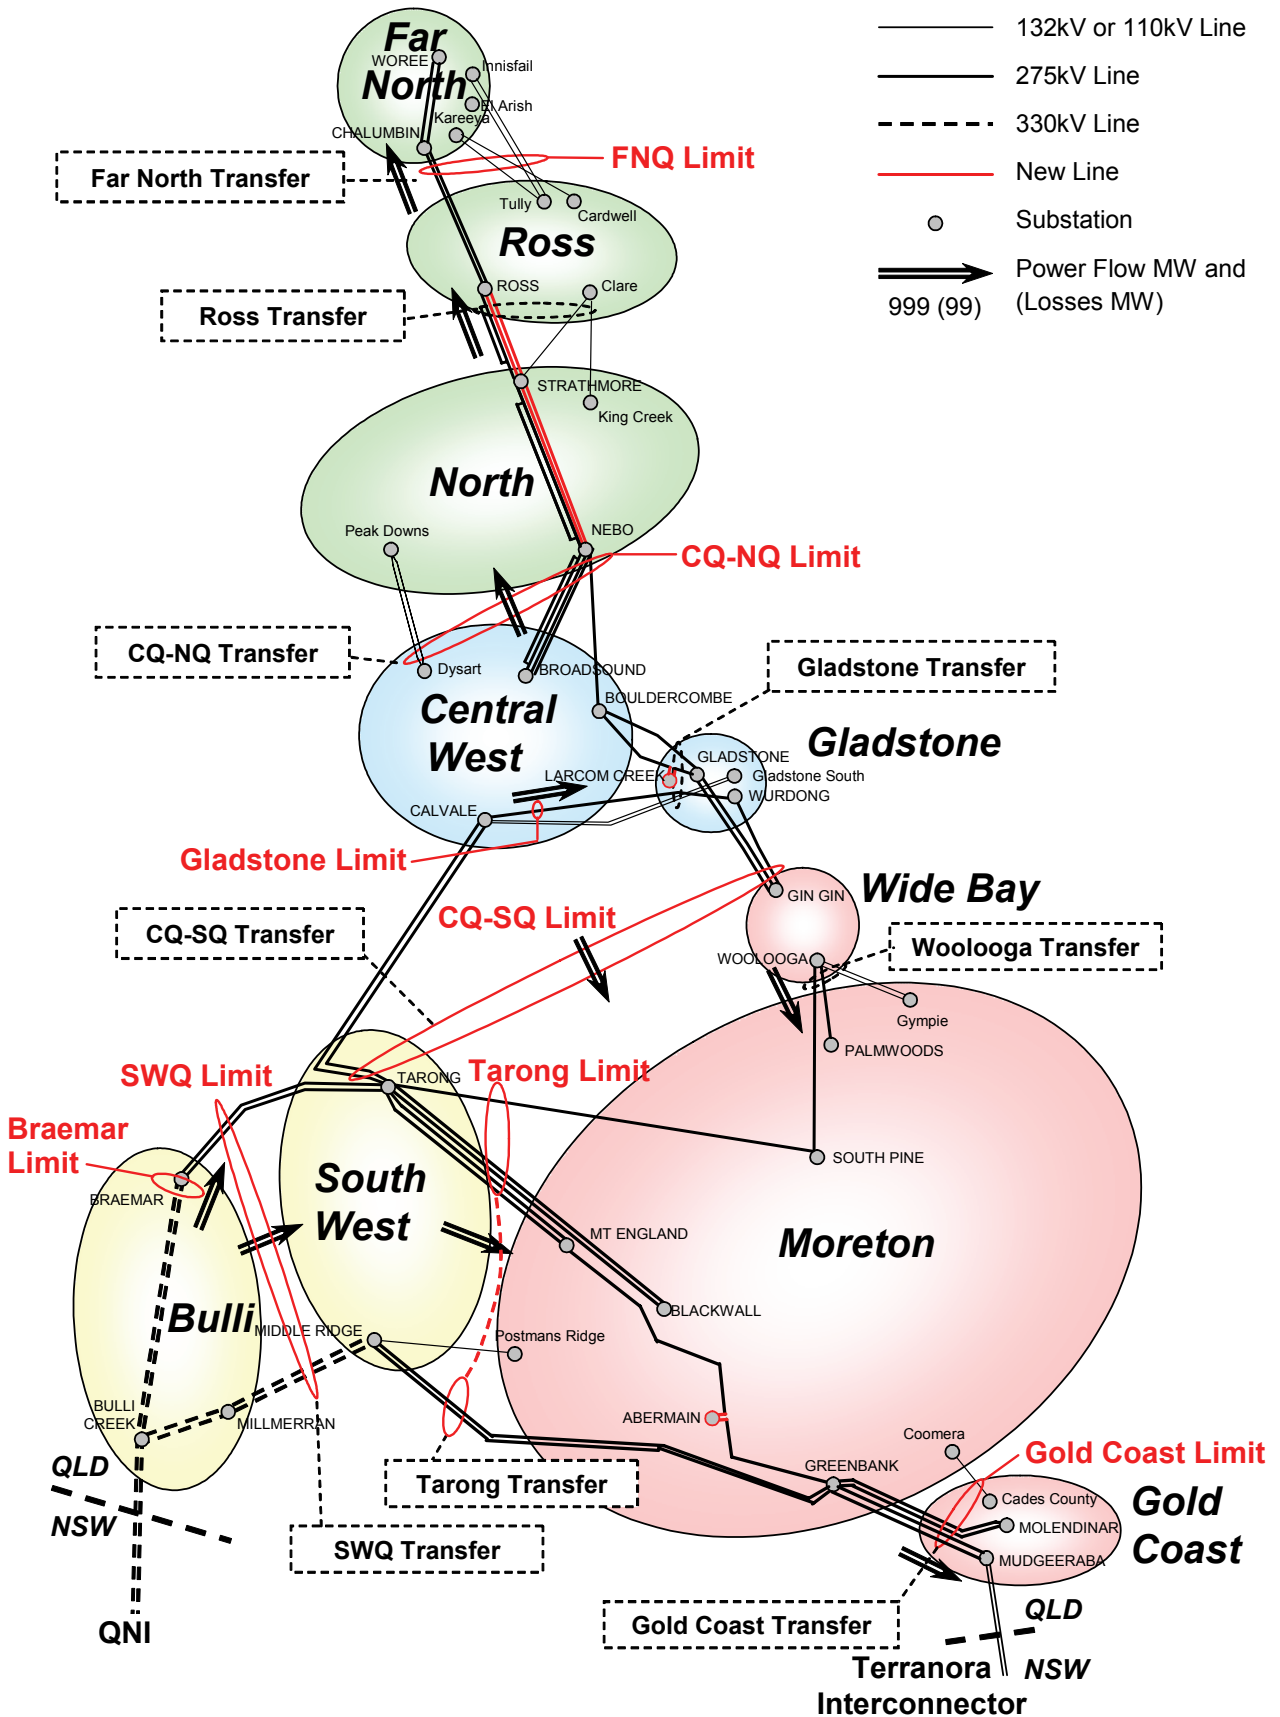 132kV or 110kV Line
275kV Line
330kV Line
New Line
Substation
Power Flow MW and
(Losses MW)
999 (99)
Far
North
WOREE
Innisfail
El Arish
Kareeya
CHALUMBIN
FNQ Limit
Far North Transfer
Tully
Cardwell
Ross
ROSS
Clare
Ross Transfer
STRATHMORE
King Creek
North
Peak Downs
NEBO
CQ-NQ Limit
CQ-NQ Transfer
Dysart
BROADSOUND
Gladstone Transfer
BOULDERCOMBE
Central
West
Gladstone
GLADSTONE
LARCOM CREEK
Gladstone South
WURDONG
CALVALE
Gladstone Limit
GIN GIN
Wide Bay
CQ-SQ Limit
CQ-SQ Transfer
WOOLOOGA
Woolooga Transfer
Gympie
PALMWOODS
SWQ Limit
TARONG
Tarong Limit
Braemar
Limit
BRAEMAR
SOUTH PINE
South
West
MT ENGLAND
Moreton
BLACKWALL
Bulli
MIDDLE RIDGE
Postmans Ridge
BULLI
CREEK
MILLMERRAN
ABERMAIN
Coomera
Gold Coast Limit
GREENBANK
QLD
NSW
Tarong Transfer
Cades County
MOLENDINAR
MUDGEERABA
Gold
Coast
SWQ Transfer
Gold Coast Transfer
QLD
NSW
QNI
Terranora
Interconnector